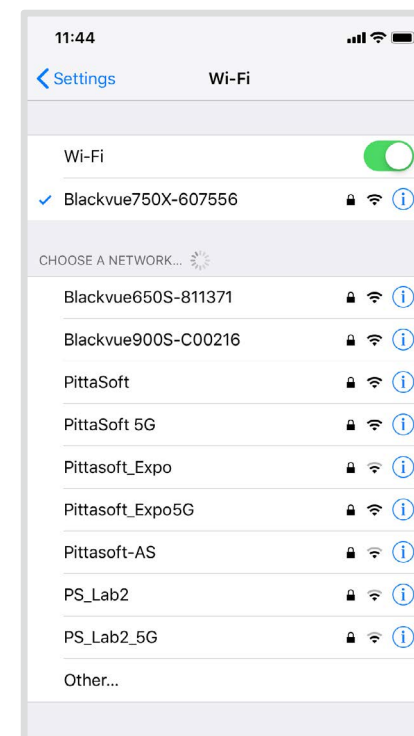 11:44
Settings
Wi-Fi
Wi-Fi
Blackvue750X-607556
CHOOSE A NETWORK...
Blackvue650S-811371
Blackvue900S-C00216
PittaSoft
PittaSoft 5G
Pittasoft_Expo
Pittasoft_Expo5G
Pittasoft-AS
PS_Lab2
PS_Lab2_5G
Other...